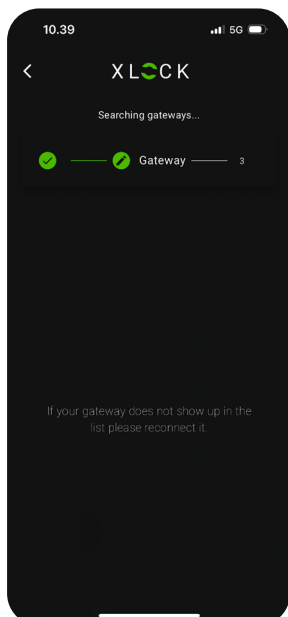 10.39 5G
XLOCK
Searching gateways...
Gateway 3
If your gateway does not show up in the
list please reconnect it.